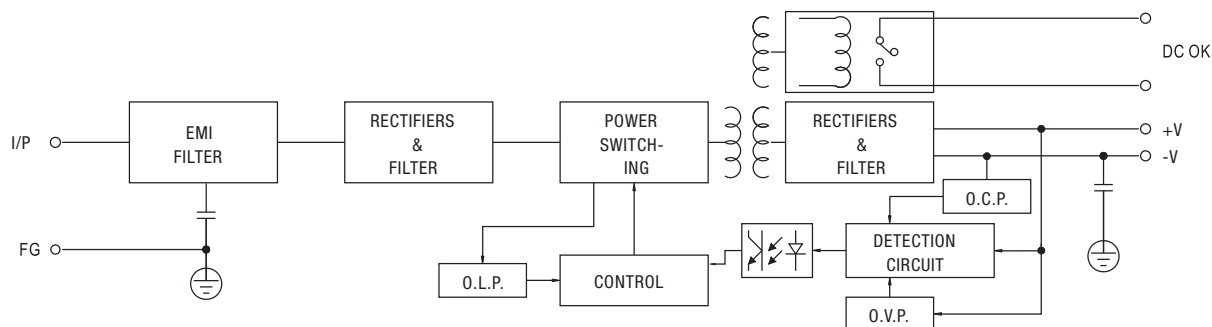 DC OK
I/P
EMI
FILTER
RECTIFIERS
&
FILTER
POWER
SWITCH-
ING
RECTIFIERS
&
FILTER
+V
-V
O.C.P.
FG
O.L.P.
CONTROL
DETECTION
CIRCUIT
O.V.P.